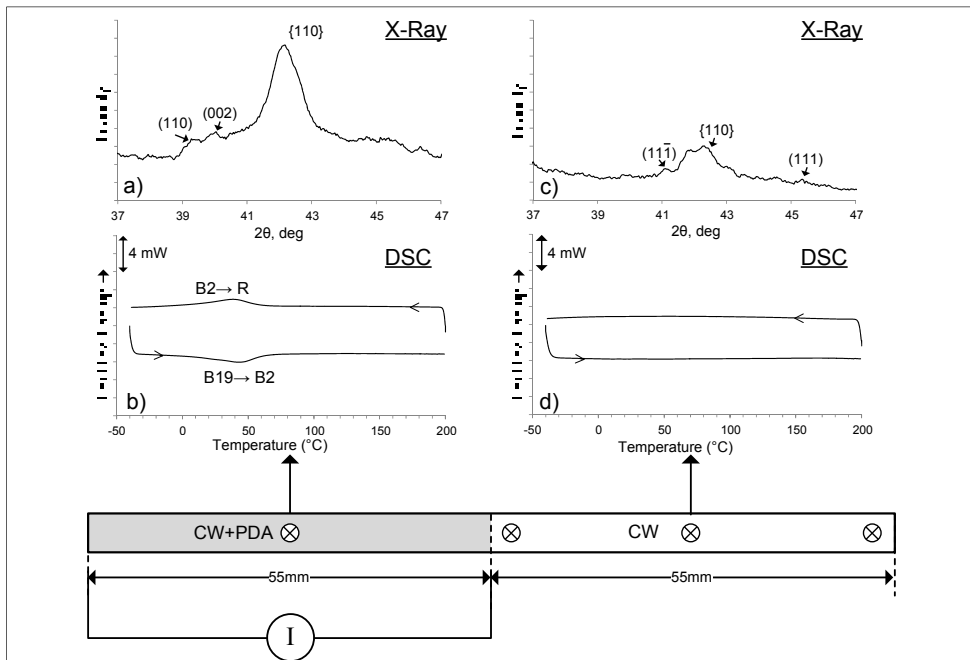 X-Ray
{110}
(110)
(002)
a)
37
39
41
43
45
47
2θ, deg
X-Ray
{110}
(111̄)
(111)
c)
37
39
41
43
45
47
2θ, deg
4 mW
DSC
B2→ R
B19→ B2
b)
-50
0
50
100
150
200
Temperature (°C)
4 mW
DSC
d)
-50
0
50
100
150
200
Temperature (°C)
CW+PDA
CW
55mm
55mm
I